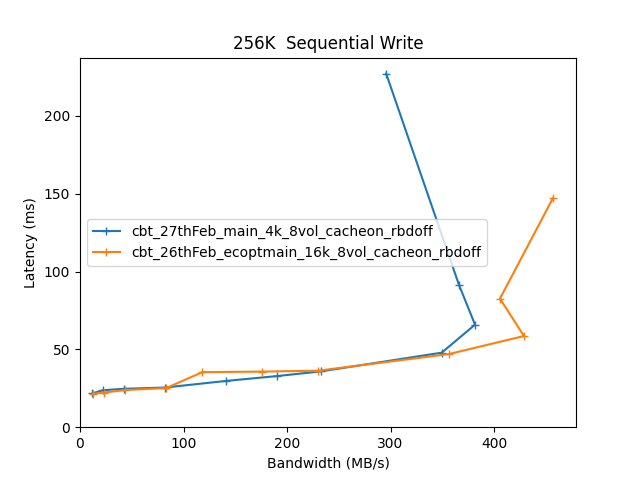 256K  Sequential Write
Latency (ms)
200
150
100
50
0
cbt_27thFeb_main_4k_8vol_cacheon_rbdoff
cbt_26thFeb_ecoptmain_16k_8vol_cacheon_rbdoff
0 100 200 300 400
Bandwidth (MB/s)